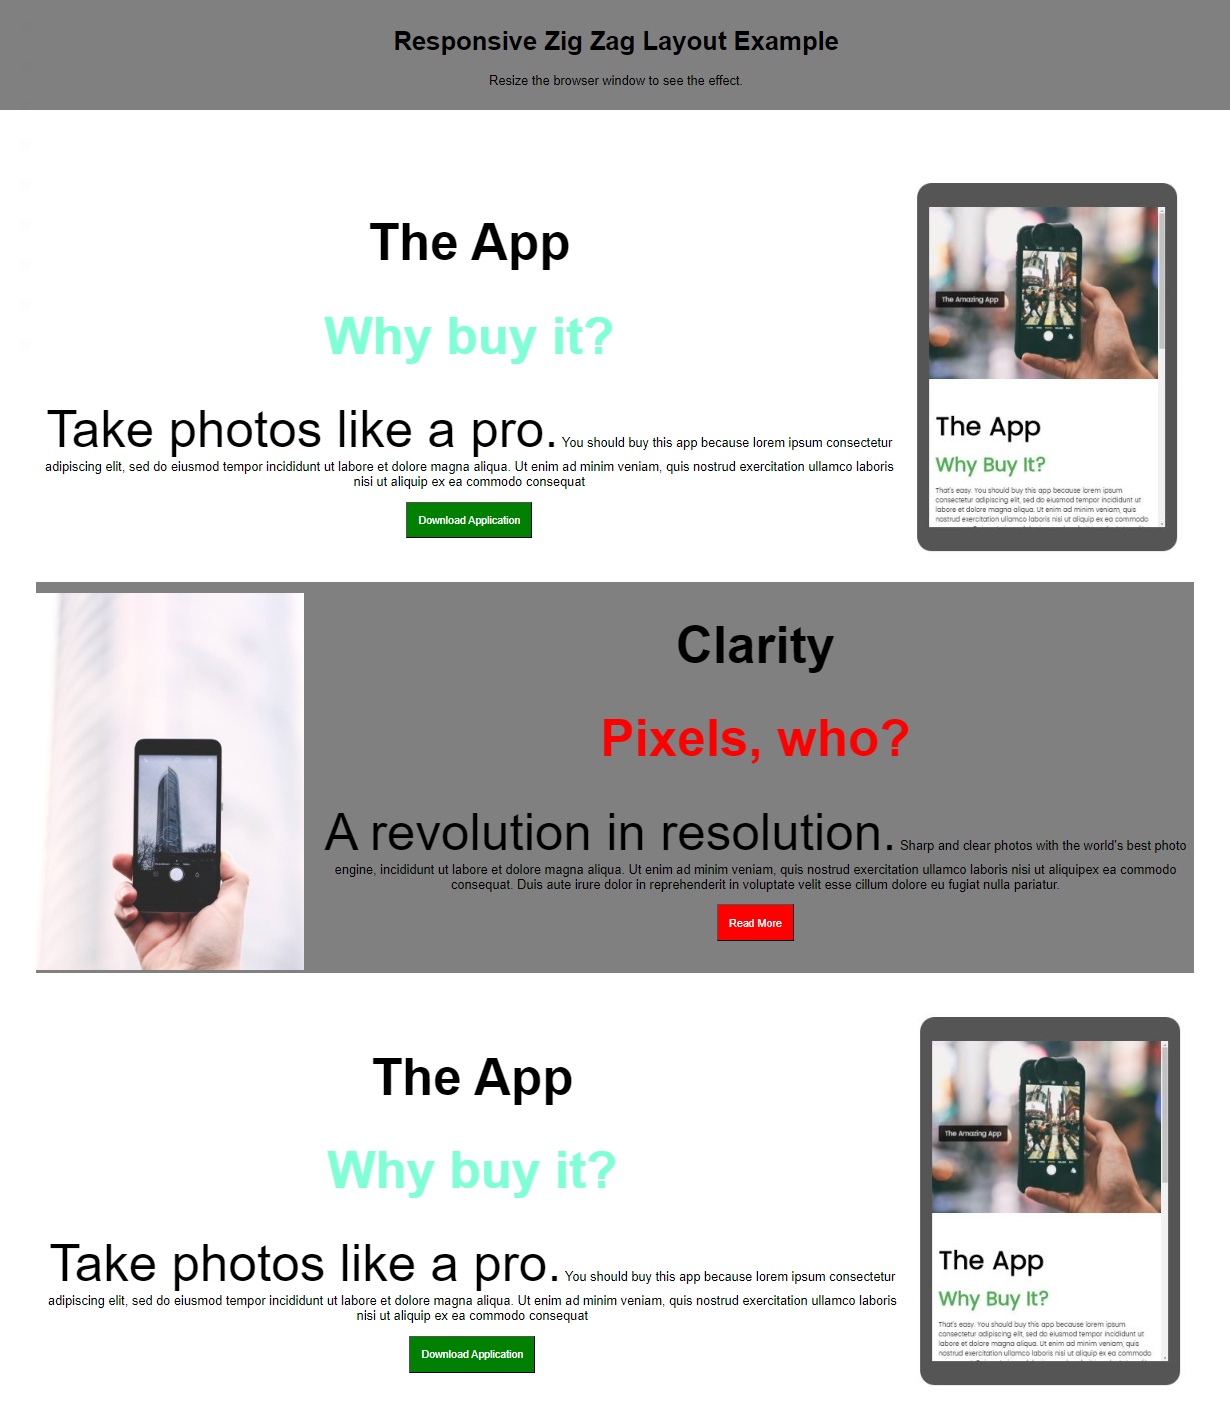 Responsive Zig Zag Layout Example
Resize the browser window to see the effect.
The App
Why buy it?
Take photos like a pro. You should buy this app because lorem ipsum consectetur
adipiscing elit, sed do eiusmod tempor incididunt ut labore et dolore magna aliqua. Ut enim ad minim veniam, quis nostrud exercitation ullamco laboris
nisi ut aliquip ex ea commodo consequat
Download Application
The Amazing App
The App
Why Buy It?
That's easy. You should buy this app because lorem ipsum
consectetur adipiscing elit, sed do eiusmod tempor incididunt ut
labore et dolore magna aliqua. Ut enim ad minim veniam, quis
nostrud exercitation ullamco laboris nisi ut aliquip ex ea commodo
Clarity
Pixels, who?
A revolution in resolution. Sharp and clear photos with the world's best photo
engine, incididunt ut labore et dolore magna aliqua. Ut enim ad minim veniam, quis nostrud exercitation ullamco laboris nisi ut aliquipex ea commodo
consequat. Duis aute irure dolor in reprehenderit in voluptate velit esse cillum dolore eu fugiat nulla pariatur.
Read More
The App
Why buy it?
Take photos like a pro. You should buy this app because lorem ipsum consectetur
adipiscing elit, sed do eiusmod tempor incididunt ut labore et dolore magna aliqua. Ut enim ad minim veniam, quis nostrud exercitation ullamco laboris
nisi ut aliquip ex ea commodo consequat
Download Application
The Amazing App
The App
Why Buy It?
That's easy. You should buy this app because lorem ipsum
consectetur adipiscing elit, sed do eiusmod tempor incididunt ut
labore et dolore magna aliqua. Ut enim ad minim veniam, quis
nostrud exercitation ullamco laboris nisi ut aliquip ex ea commodo